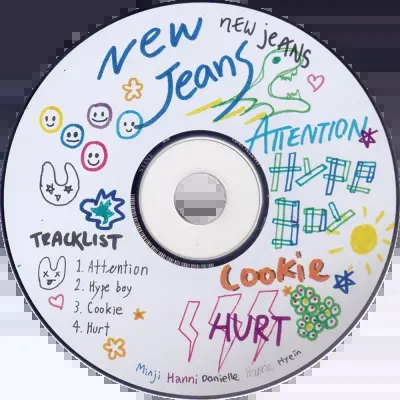 New
Jeans
NEW JEANS
ATTENTION
HYPE
BOY
TRACKLIST
1. Attention
2. Hype boy
3. Cookie
4. Hurt
COOKIE
HURT
Minji Hanni Danielle Haerin Hyein